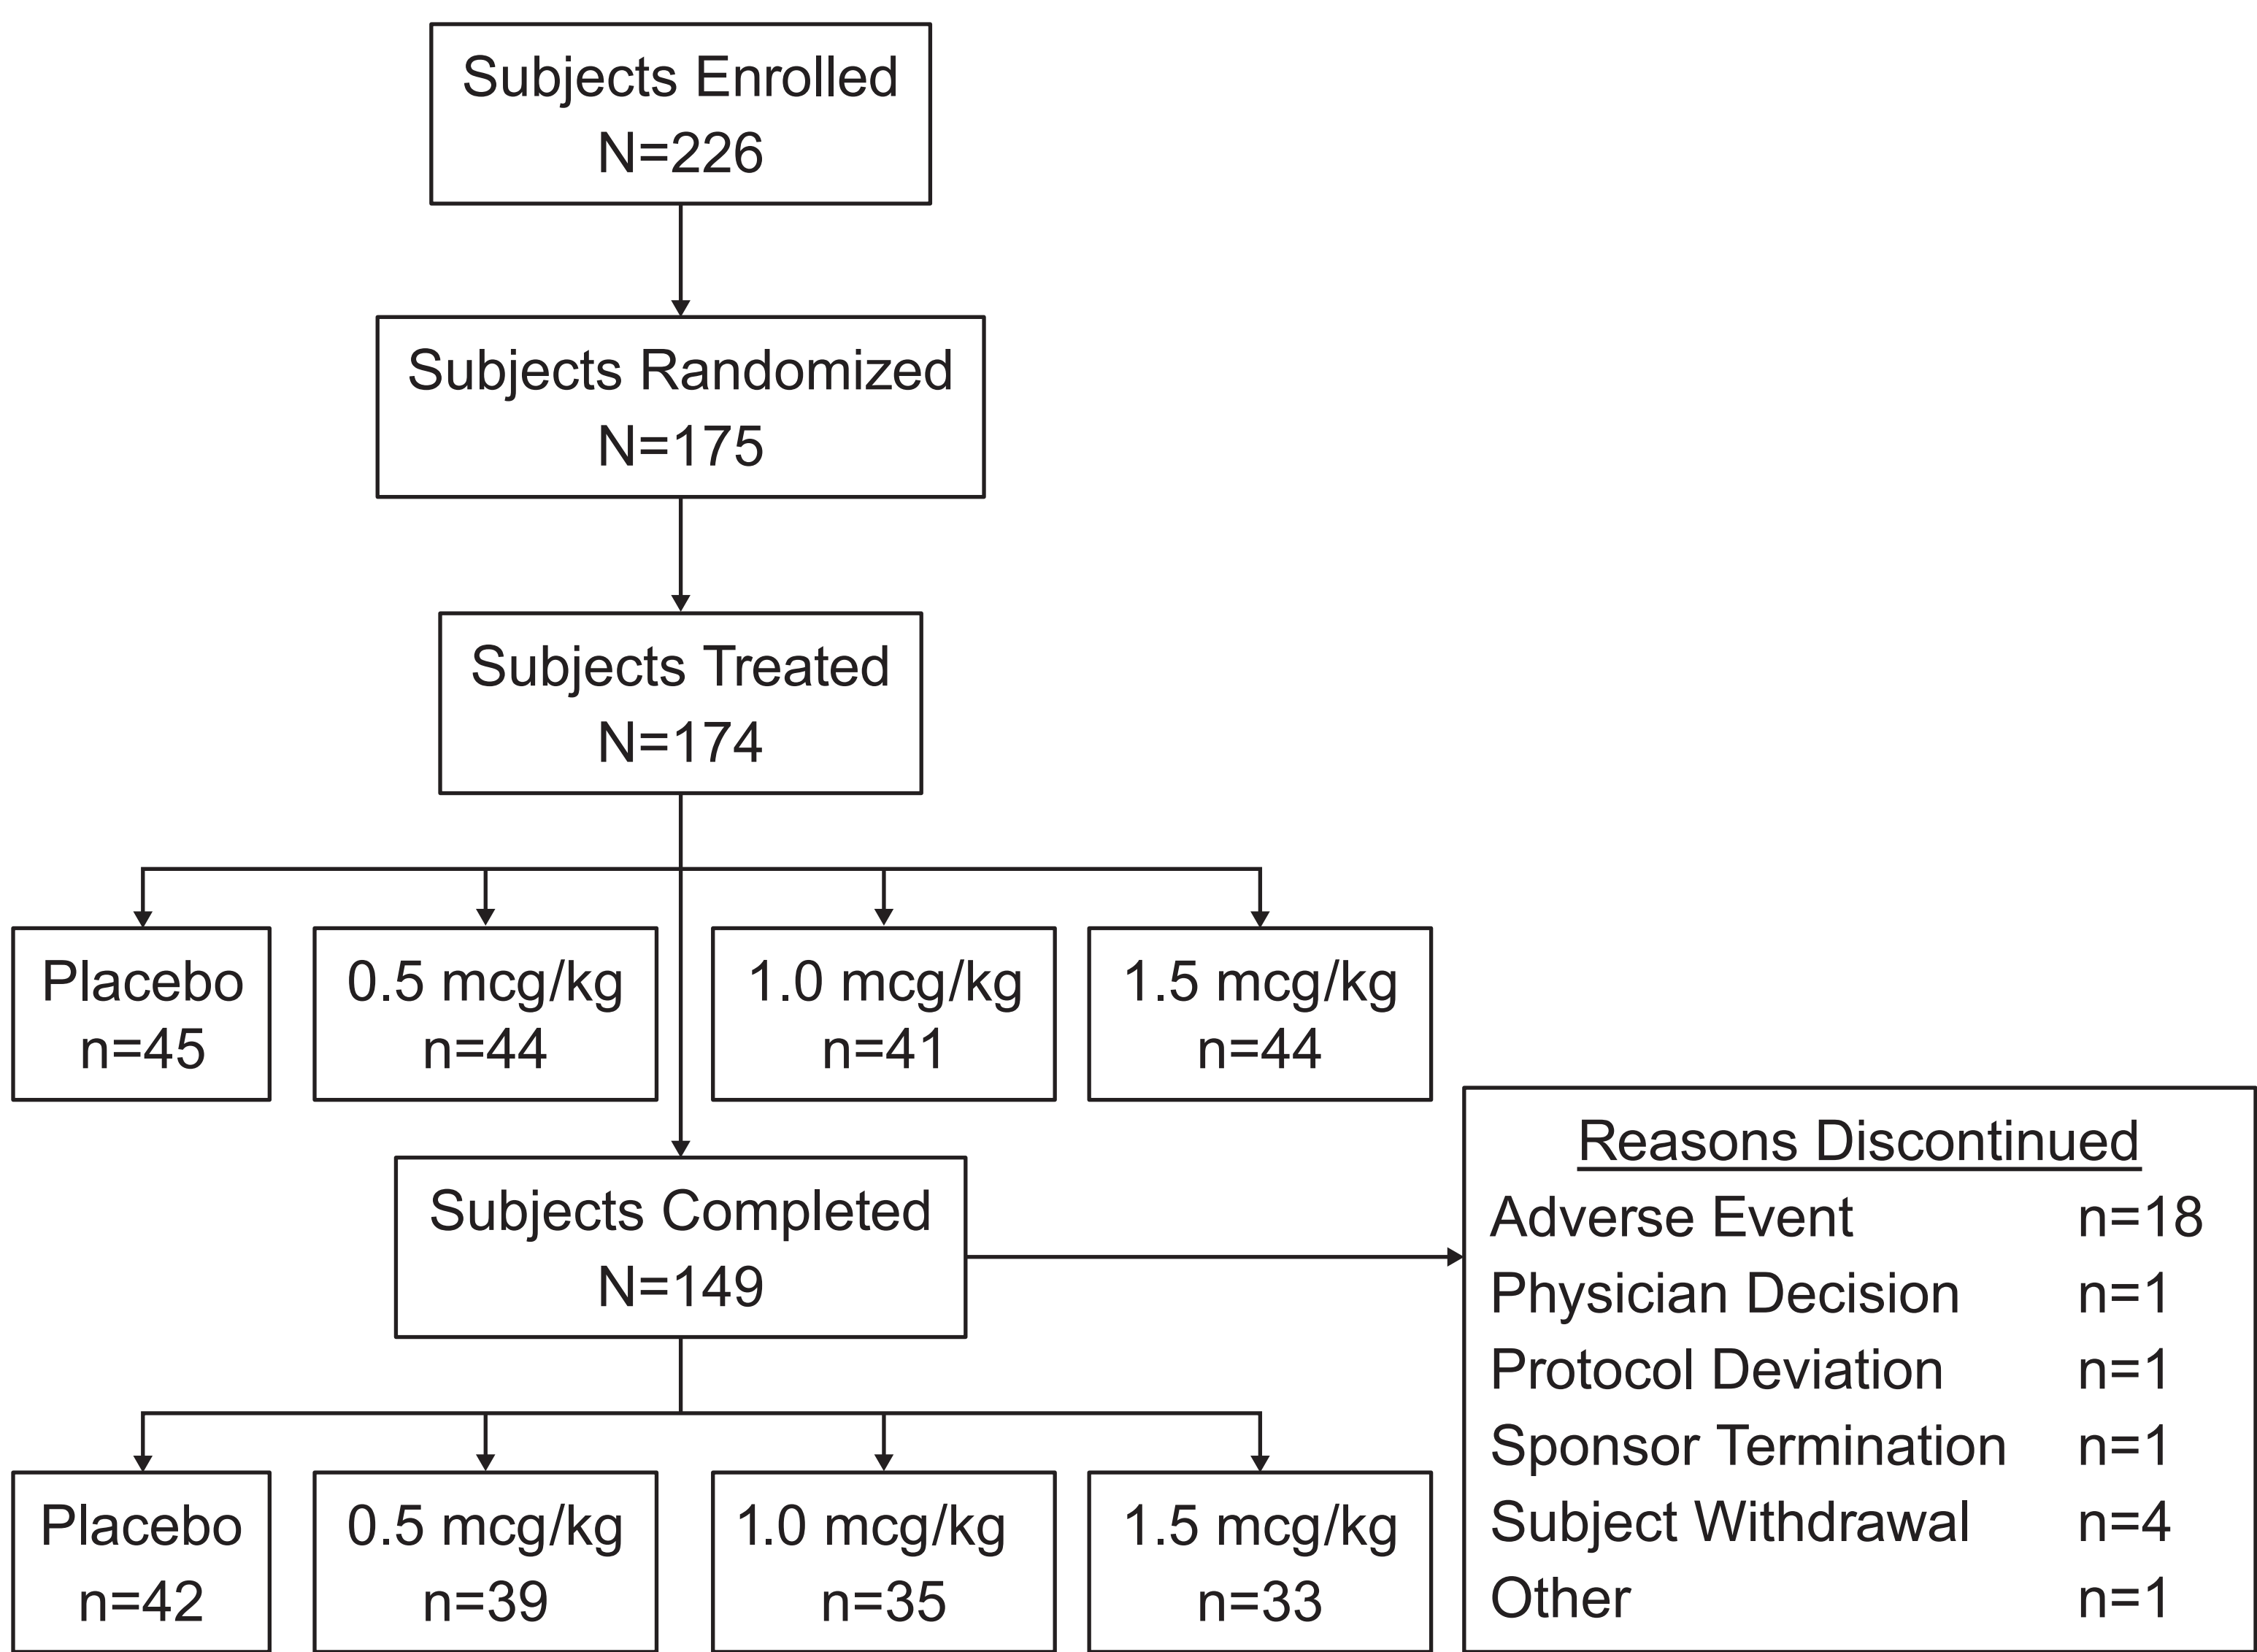 Subjects Enrolled
N=226
Subjects Randomized
N=175
Subjects Treated
N=174
Placebo
n=45
0.5 mcg/kg
n=44
1.0 mcg/kg
n=41
1.5 mcg/kg
n=44
Subjects Completed
N=149
Reasons Discontinued
Adverse Event n=18
Physician Decision n=1
Protocol Deviation n=1
Sponsor Termination n=1
Subject Withdrawal n=4
Other n=1
Placebo
n=42
0.5 mcg/kg
n=39
1.0 mcg/kg
n=35
1.5 mcg/kg
n=33